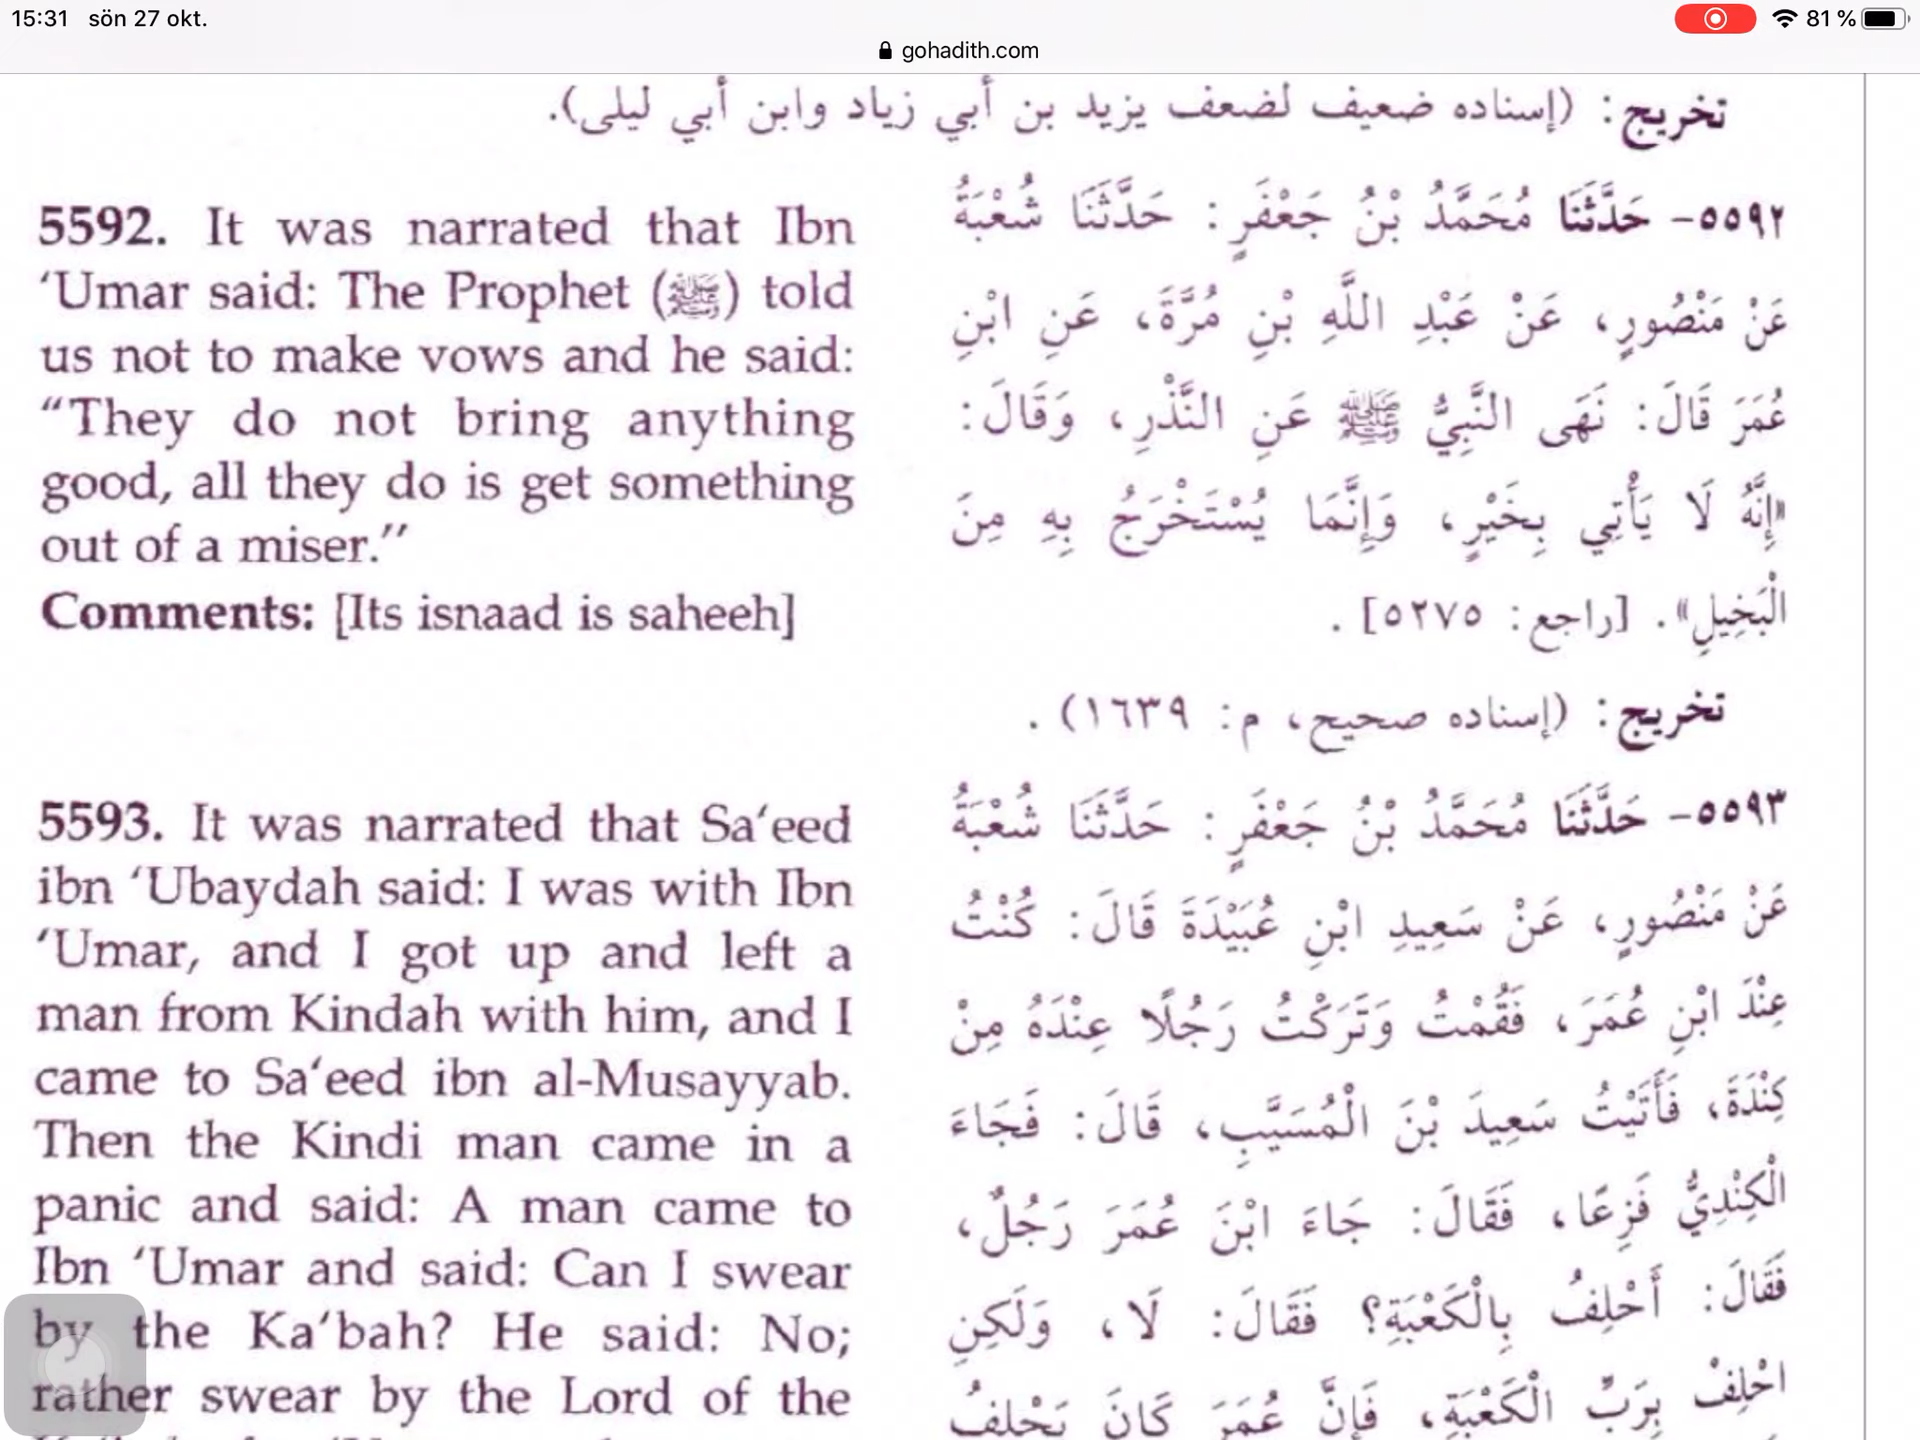 15:31 sön 27 okt.
81 %
gohadith.com
تخريج: (إسناده ضعيف لضعف يزيد بن أبي زياد وابن أبي ليلى).
5592. It was narrated that Ibn
‘Umar said: The Prophet (ﷺ) told
us not to make vows and he said:
“They do not bring anything
good, all they do is get something
out of a miser.”
Comments: [Its isnaad is saheeh]
٥٥٩٢- حَدَّثَنَا مُحَمَّدُ بْنُ جَعْفَرٍ: حَدَّثَنَا شُعْبَةُ
عَنْ مَنْصُورٍ، عَنْ عَبْدِ اللَّهِ بْنِ مُرَّةَ، عَنِ ابْنِ
عُمَرَ قَالَ: نَهَى النَّبِيُّ ﷺ عَنِ النَّذْرِ، وَقَالَ:
«إِنَّهُ لَا يَأْتِي بِخَيْرٍ، وَإِنَّمَا يُسْتَخْرَجُ بِهِ مِنَ
الْبَخِيلِ». [راجع: ٥٢٧٥].
تخريج: (إسناده صحيح، م: ١٦٣٩).
5593. It was narrated that Sa‘eed
ibn ‘Ubaydah said: I was with Ibn
‘Umar, and I got up and left a
man from Kindah with him, and I
came to Sa‘eed ibn al-Musayyab.
Then the Kindi man came in a
panic and said: A man came to
Ibn ‘Umar and said: Can I swear
by the Ka‘bah? He said: No;
rather swear by the Lord of the
٥٥٩٣- حَدَّثَنَا مُحَمَّدُ بْنُ جَعْفَرٍ: حَدَّثَنَا شُعْبَةُ
عَنْ مَنْصُورٍ، عَنْ سَعِيدِ ابْنِ عُبَيْدَةَ قَالَ: كُنْتُ
عِنْدَ ابْنِ عُمَرَ، فَقُمْتُ وَتَرَكْتُ رَجُلًا عِنْدَهُ مِنْ
كِنْدَةَ، فَأَتَيْتُ سَعِيدَ بْنَ الْمُسَيَّبِ، قَالَ: فَجَاءَ
الْكِنْدِيُّ فَزِعًا، فَقَالَ: جَاءَ ابْنَ عُمَرَ رَجُلٌ،
فَقَالَ: أَحْلِفُ بِالْكَعْبَةِ؟ فَقَالَ: لَا، وَلَكِنِ
احْلِفْ بِرَبِّ الْكَعْبَةِ، فَإِنَّ عُمَرَ كَانَ يَحْلِفُ